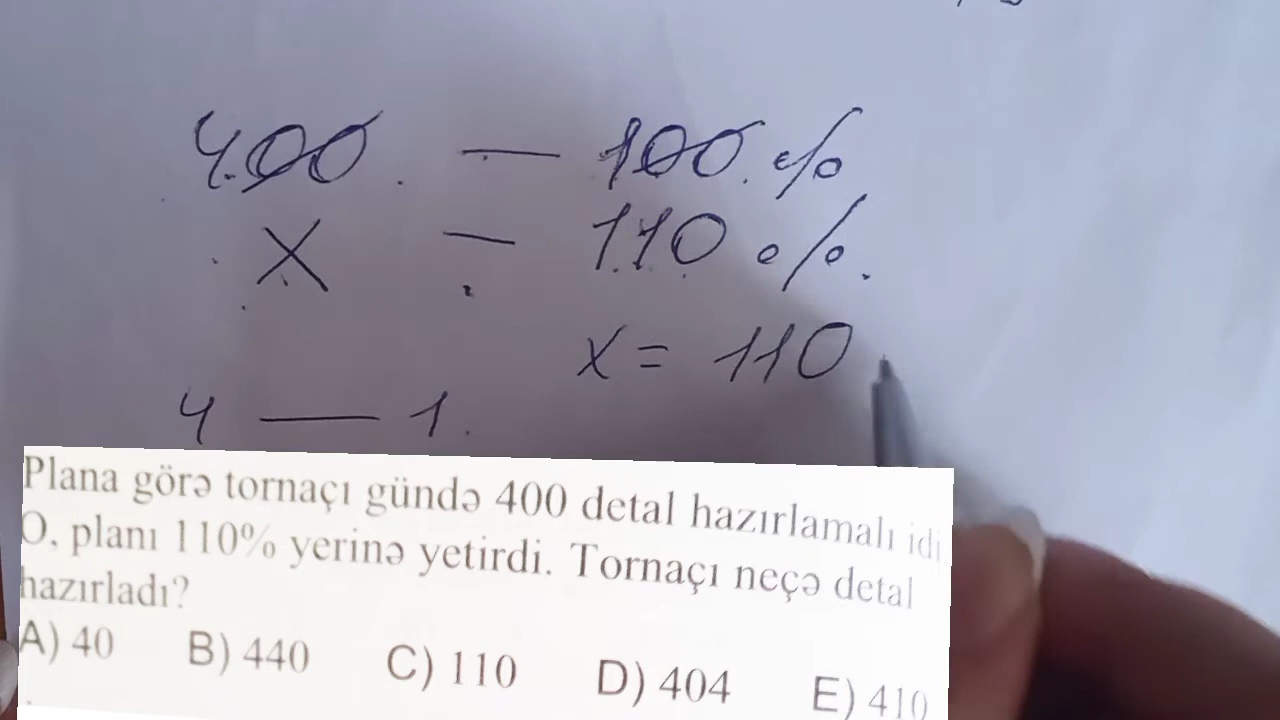 400 — 100 %
x — 110 %.
x = 110
4 — 1
Plana görə tornaçı gündə 400 detal hazırlamalı idi
O, planı 110% yerinə yetirdi. Tornaçı neçə detal
hazırladı?
A) 40 B) 440 C) 110 D) 404 E) 410